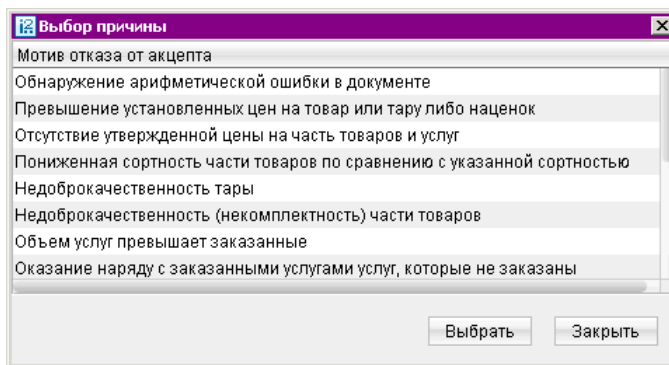 Выбор причины
Мотив отказа от акцепта
Обнаружение арифметической ошибки в документе
Превышение установленных цен на товар или тару либо наценок
Отсутствие утвержденной цены на часть товаров и услуг
Пониженная сортность части товаров по сравнению с указанной сортностью
Недоброкачественность тары
Недоброкачественность (некомплектность) части товаров
Объем услуг превышает заказанные
Оказание наряду с заказанными услугами услуг, которые не заказаны
Выбрать Закрыть